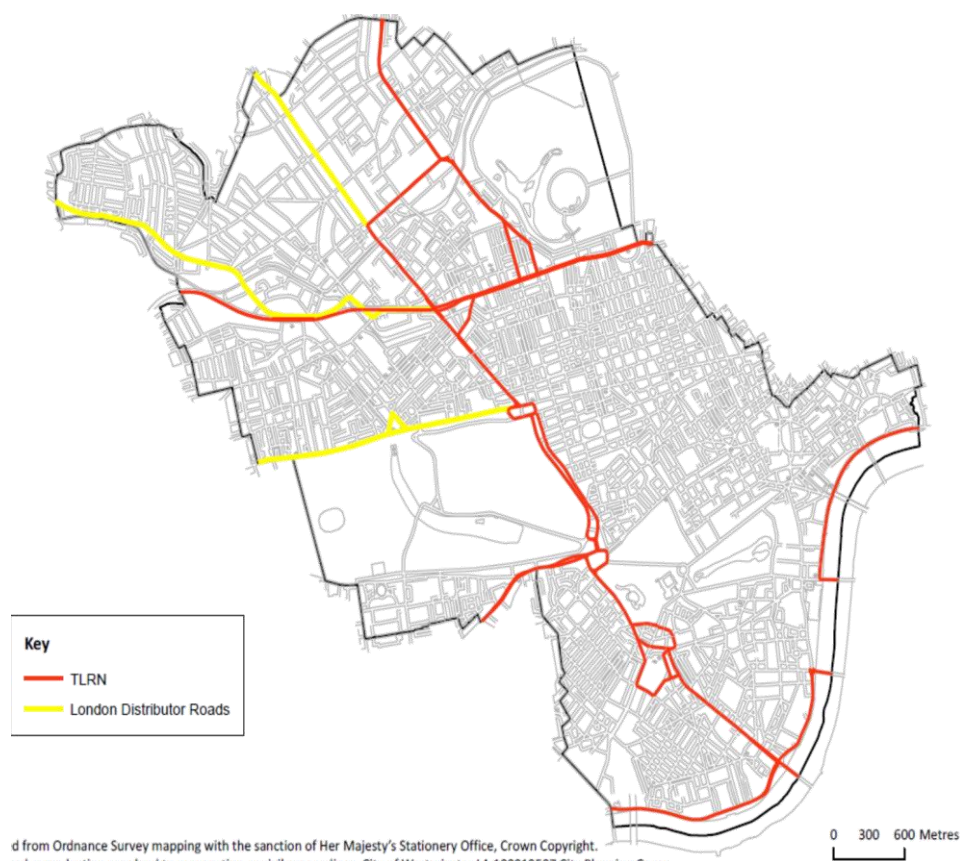 Key
TLRN
London Distributor Roads
0 300 600 Metres
d from Ordnance Survey mapping with the sanction of Her Majesty's Stationery Office, Crown Copyright.